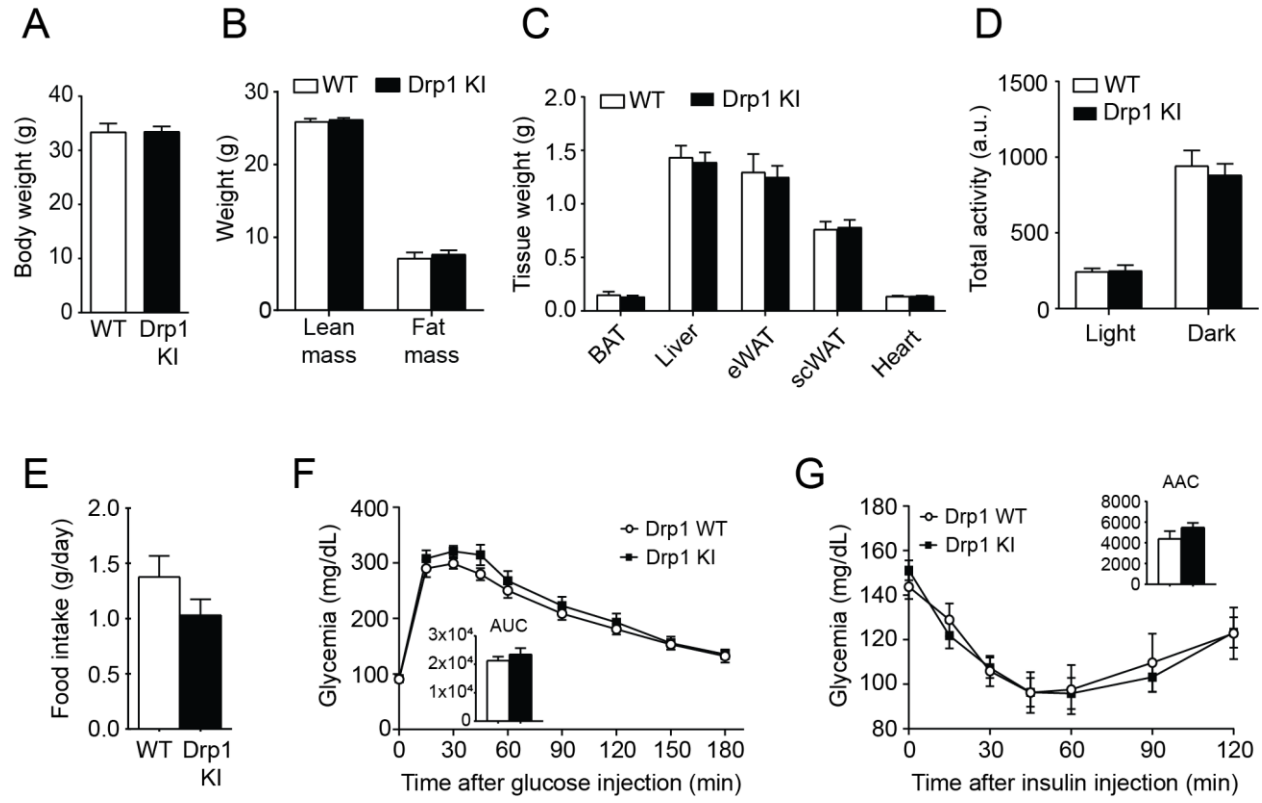 A
Body weight (g)
40
30
20
10
0
WT Drp1
KI
B
WT Drp1 KI
Weight (g)
30
20
10
0
Lean Fat
mass mass
C
WT Drp1 KI
Tissue weight (g)
2.0
1.5
1.0
0.5
0.0
BAT Liver eWAT scWAT Heart
D
WT
Drp1 KI
Total activity (a.u.)
1500
1000
500
0
Light Dark
E
Food intake (g/day)
2.0
1.5
1.0
0.5
0.0
WT Drp1
KI
F
Glycemia (mg/dL)
400
300
200
100
0
Drp1 WT
Drp1 KI
AUC
3x10⁴
2x10⁴
1x10⁴
0
0 30 60 90 120 150 180
Time after glucose injection (min)
G
Glycemia (mg/dL)
180
160
140
120
100
80
Drp1 WT
Drp1 KI
AAC
8000
6000
4000
2000
0
0 30 60 90 120
Time after insulin injection (min)